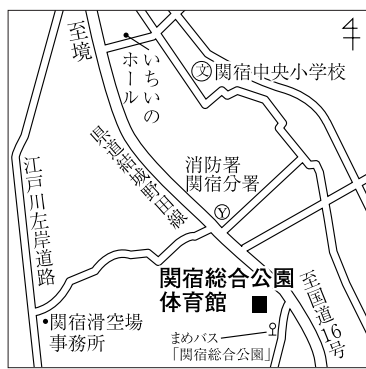 至境
いちいの
ホール
文
関宿中央小学校
県道結城野田線
消防署
関宿分署
Y
江戸川左岸道路
関宿総合公園
体育館
至国道16号
関宿滑空場
事務所
まめバス
「関宿総合公園」